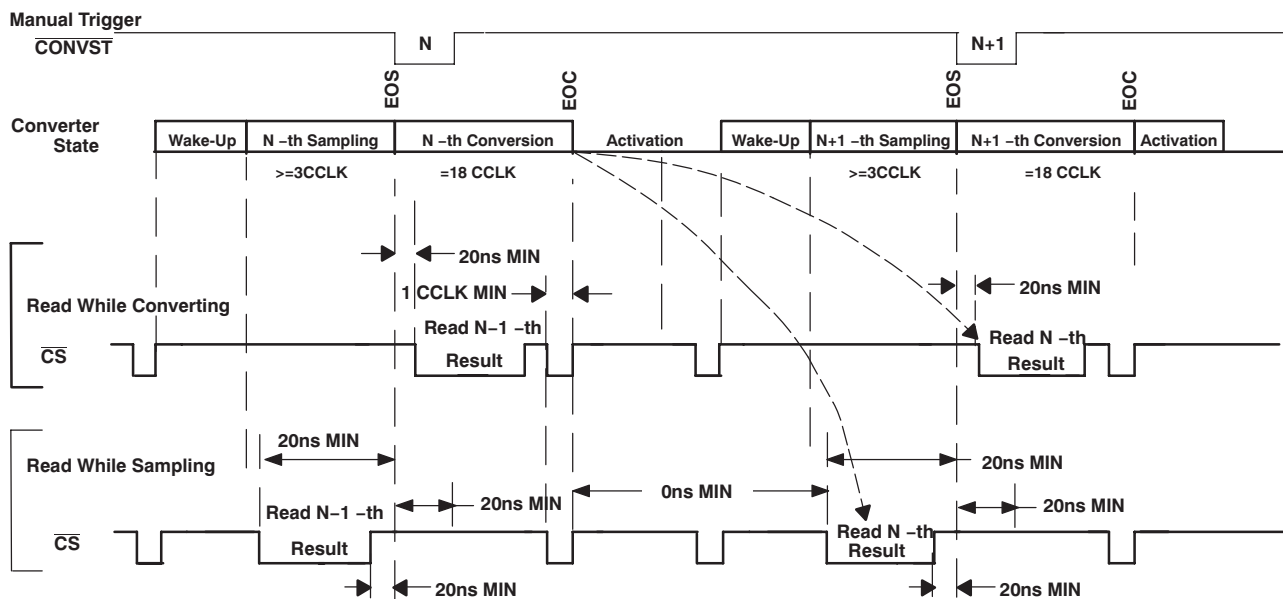 Manual Trigger
CONVST
N
N+1
EOS
EOC
EOS
EOC
Converter State
Wake-Up
N −th Sampling
N −th Conversion
Activation
Wake-Up
N+1 −th Sampling
N+1 −th Conversion
Activation
>=3CCLK
=18 CCLK
>=3CCLK
=18 CCLK
20ns MIN
20ns MIN
1 CCLK MIN
Read While Converting
Read N−1 −th
Result
Read N −th
Result
CS
20ns MIN
20ns MIN
Read While Sampling
20ns MIN
0ns MIN
20ns MIN
Read N−1 −th
Result
Read N −th
Result
CS
20ns MIN
20ns MIN